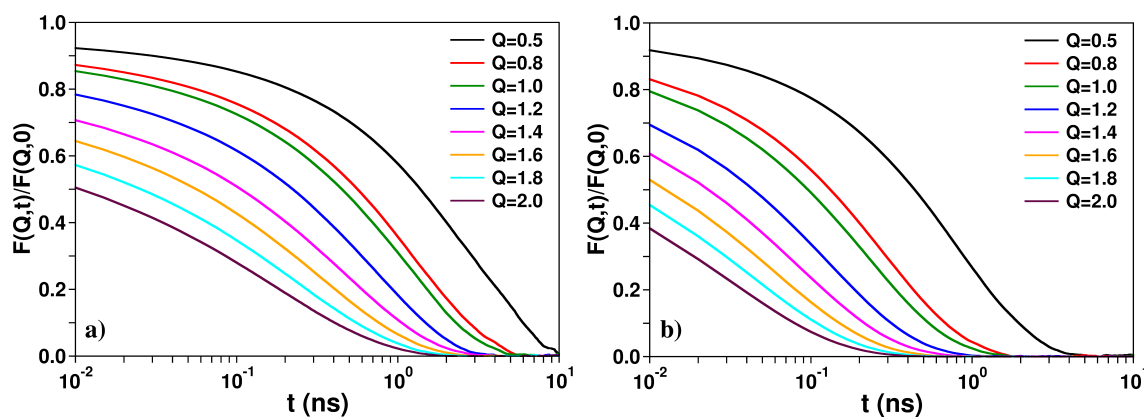 1.0
0.8
0.6
0.4
0.2
0.0
F(Q,t)/F(Q,0)
Q=0.5
Q=0.8
Q=1.0
Q=1.2
Q=1.4
Q=1.6
Q=1.8
Q=2.0
a)
10⁻² 10⁻¹ 10⁰ 10¹
t (ns)
1.0
0.8
0.6
0.4
0.2
0.0
F(Q,t)/F(Q,0)
Q=0.5
Q=0.8
Q=1.0
Q=1.2
Q=1.4
Q=1.6
Q=1.8
Q=2.0
b)
10⁻² 10⁻¹ 10⁰ 10¹
t (ns)